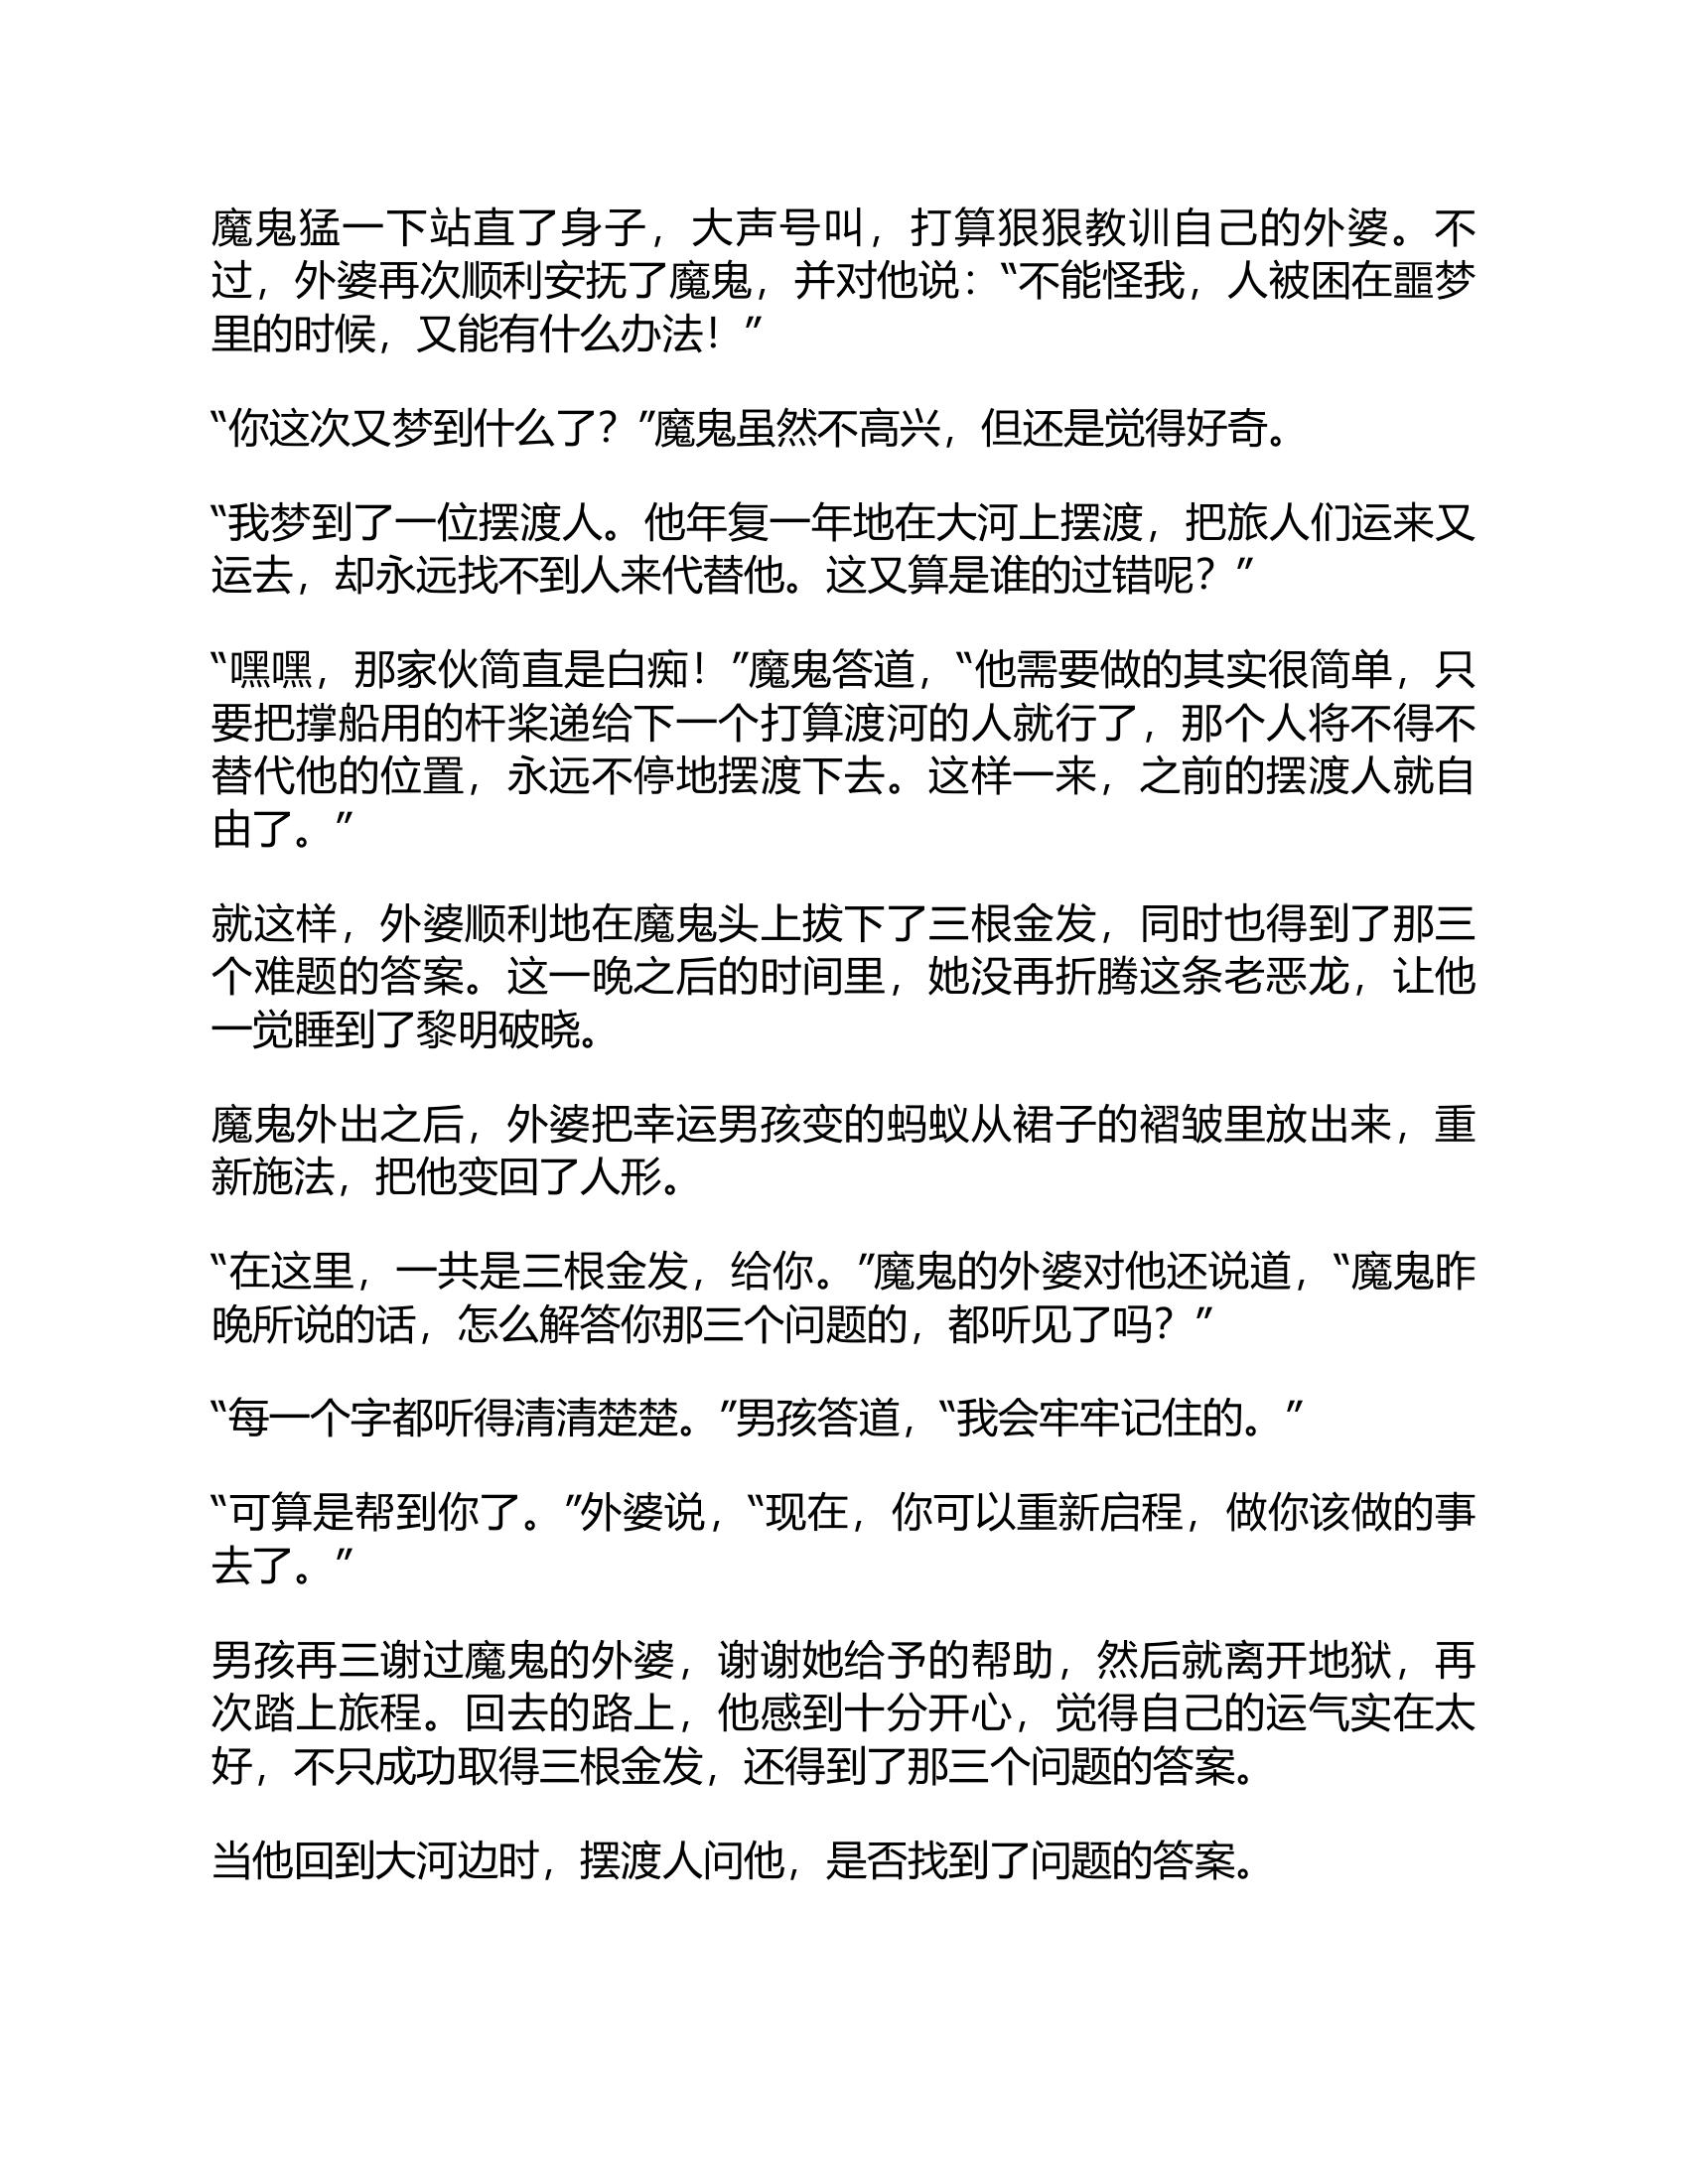 魔鬼猛一下站直了身子，大声号叫，打算狠狠教训自己的外婆。不
过，外婆再次顺利安抚了魔鬼，并对他说：“不能怪我，人被困在噩梦
里的时候，又能有什么办法！”
“你这次又梦到什么了？”魔鬼虽然不高兴，但还是觉得好奇。
“我梦到了一位摆渡人。他年复一年地在大河上摆渡，把旅人们运来又
运去，却永远找不到人来代替他。这又算是谁的过错呢？”
“嘿嘿，那家伙简直是白痴！”魔鬼答道，“他需要做的其实很简单，只
要把撑船用的杆桨递给下一个打算渡河的人就行了，那个人将不得不
替代他的位置，永远不停地摆渡下去。这样一来，之前的摆渡人就自
由了。”
就这样，外婆顺利地在魔鬼头上拔下了三根金发，同时也得到了那三
个难题的答案。这一晚之后的时间里，她没再折腾这条老恶龙，让他
一觉睡到了黎明破晓。
魔鬼外出之后，外婆把幸运男孩变的蚂蚁从裙子的褶皱里放出来，重
新施法，把他变回了人形。
“在这里，一共是三根金发，给你。”魔鬼的外婆对他还说道，“魔鬼昨
晚所说的话，怎么解答你那三个问题的，都听见了吗？”
“每一个字都听得清清楚楚。”男孩答道，“我会牢牢记住的。”
“可算是帮到你了。”外婆说，“现在，你可以重新启程，做你该做的事
去了。”
男孩再三谢过魔鬼的外婆，谢谢她给予的帮助，然后就离开地狱，再
次踏上旅程。回去的路上，他感到十分开心，觉得自己的运气实在太
好，不只成功取得三根金发，还得到了那三个问题的答案。
当他回到大河边时，摆渡人问他，是否找到了问题的答案。